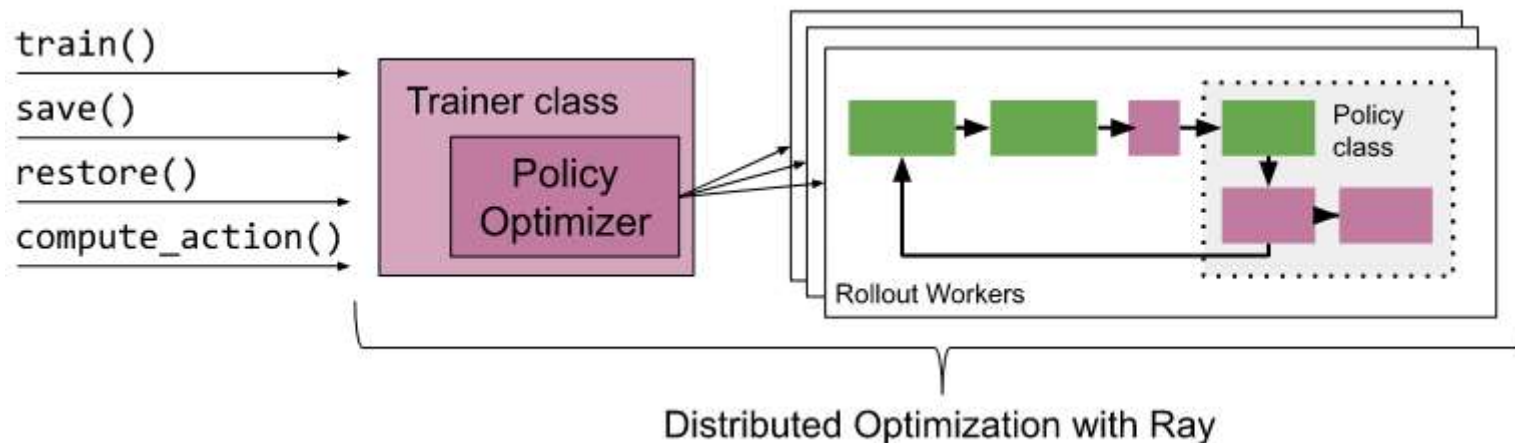 train()
save()
restore()
compute_action()
Trainer class
Policy
Optimizer
Policy
class
Rollout Workers
Distributed Optimization with Ray